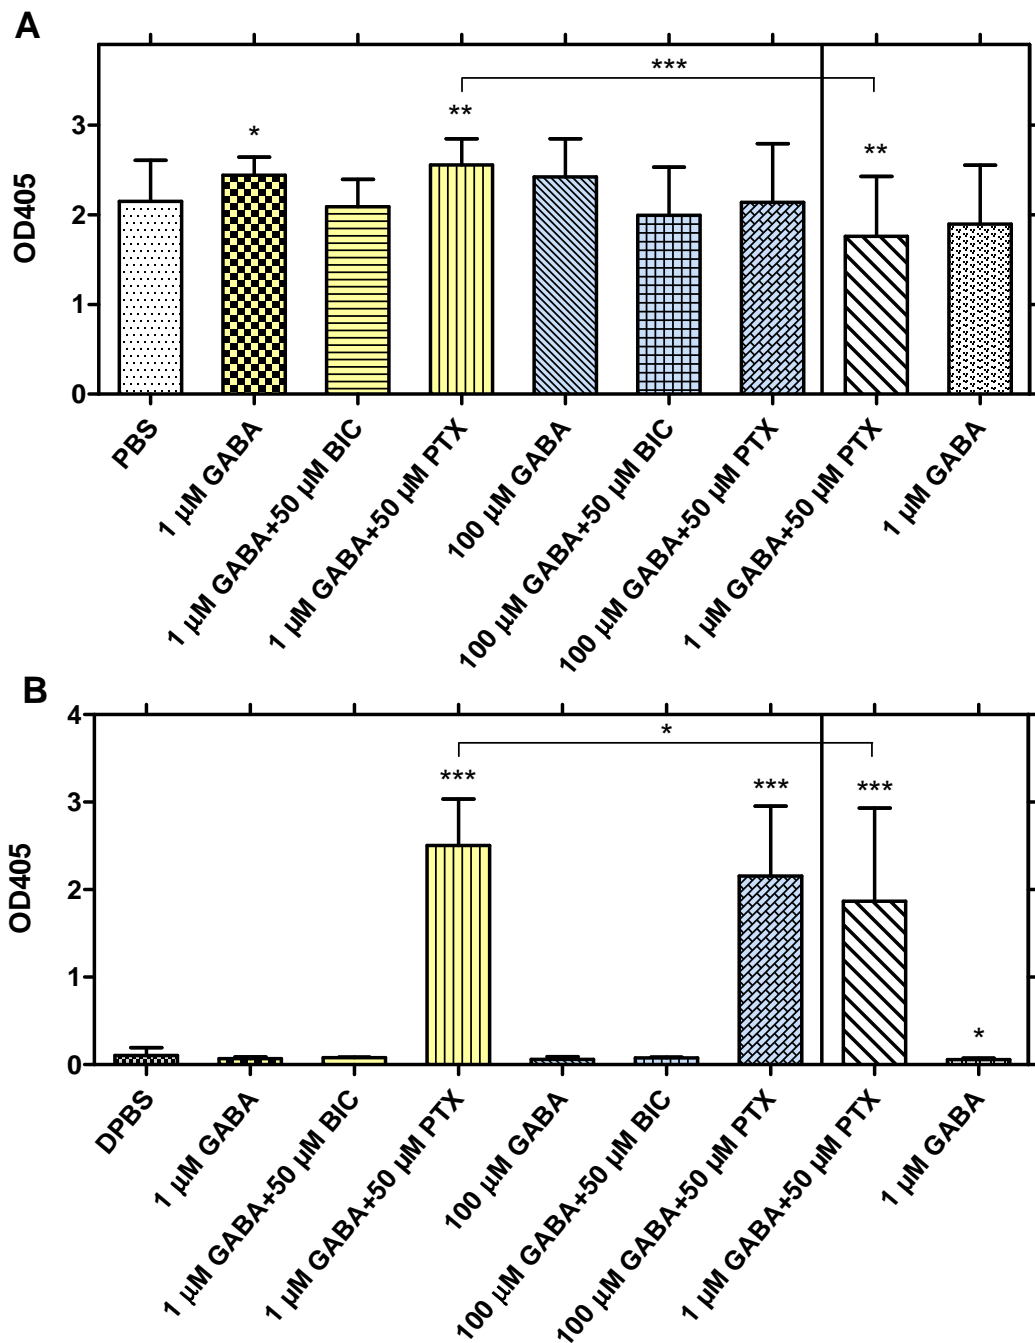 A
***
**
*
**
3
2
1
0
OD405
PBS
1 µM GABA
1 µM GABA+50 µM BIC
1 µM GABA+50 µM PTX
100 µM GABA
100 µM GABA+50 µM BIC
100 µM GABA+50 µM PTX
1 µM GABA+50 µM PTX
1 µM GABA
B
*
***
***
***
*
4
3
2
1
0
OD405
DPBS
1 µM GABA
1 µM GABA+50 µM BIC
1 µM GABA+50 µM PTX
100 µM GABA
100 µM GABA+50 µM BIC
100 µM GABA+50 µM PTX
1 µM GABA+50 µM PTX
1 µM GABA